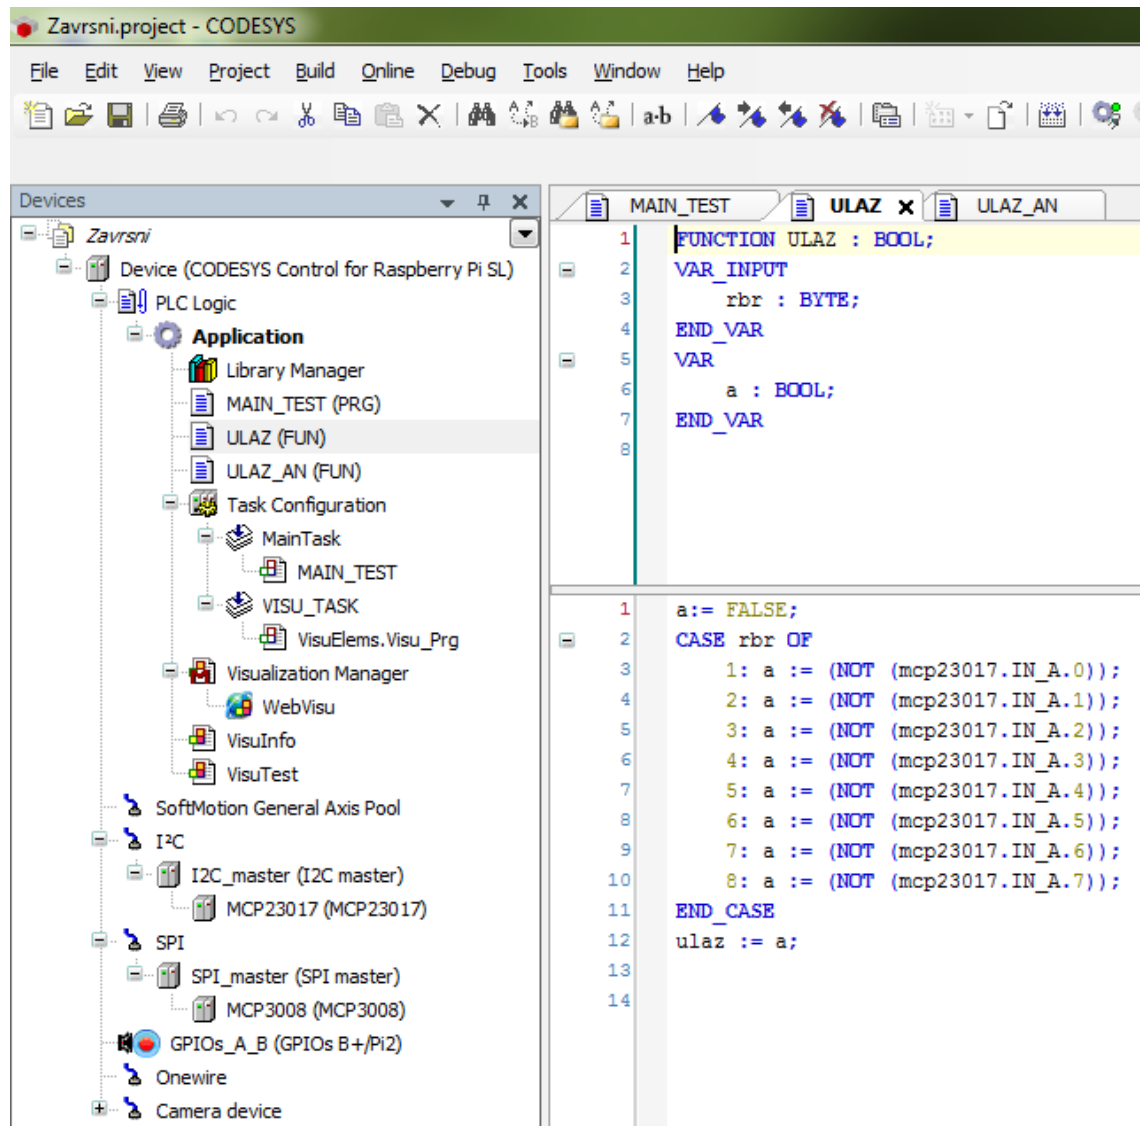 Zavrsni.project - CODESYS
File Edit View Project Build Online Debug Tools Window Help
a·b
Devices
Zavrsni
Device (CODESYS Control for Raspberry Pi SL)
PLC Logic
Application
Library Manager
MAIN_TEST (PRG)
ULAZ (FUN)
ULAZ_AN (FUN)
Task Configuration
MainTask
MAIN_TEST
VISU_TASK
VisuElems.Visu_Prg
Visualization Manager
WebVisu
VisuInfo
VisuTest
SoftMotion General Axis Pool
I²C
I2C_master (I2C master)
MCP23017 (MCP23017)
SPI
SPI_master (SPI master)
MCP3008 (MCP3008)
GPIOs_A_B (GPIOs B+/Pi2)
Onewire
Camera device
MAIN_TEST ULAZ ULAZ_AN
1 FUNCTION ULAZ : BOOL;
2 VAR_INPUT
3 rbr : BYTE;
4 END_VAR
5 VAR
6 a : BOOL;
7 END_VAR
8
1 a:= FALSE;
2 CASE rbr OF
3 1: a := (NOT (mcp23017.IN_A.0));
4 2: a := (NOT (mcp23017.IN_A.1));
5 3: a := (NOT (mcp23017.IN_A.2));
6 4: a := (NOT (mcp23017.IN_A.3));
7 5: a := (NOT (mcp23017.IN_A.4));
8 6: a := (NOT (mcp23017.IN_A.5));
9 7: a := (NOT (mcp23017.IN_A.6));
10 8: a := (NOT (mcp23017.IN_A.7));
11 END_CASE
12 ulaz := a;
13
14